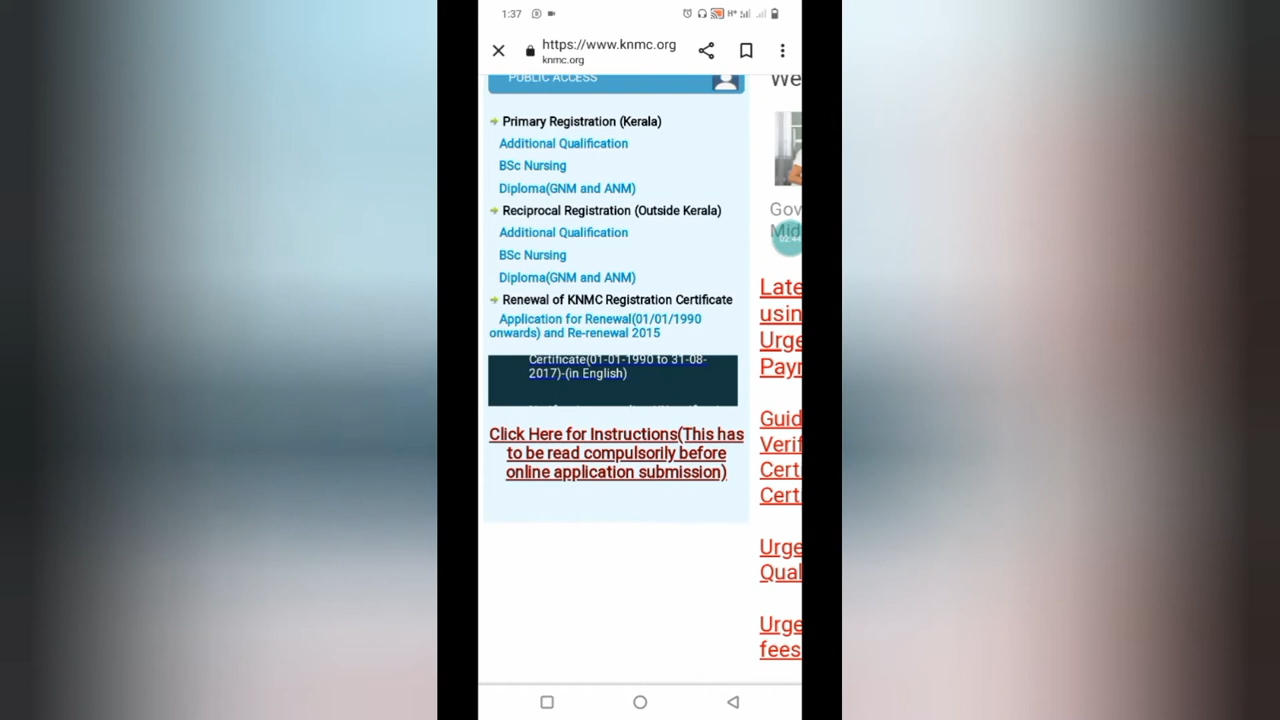 1:37
H+
https://www.knmc.org
knmc.org
PUBLIC ACCESS
Primary Registration (Kerala)
Additional Qualification
BSc Nursing
Diploma(GNM and ANM)
Reciprocal Registration (Outside Kerala)
Additional Qualification
BSc Nursing
Diploma(GNM and ANM)
Renewal of KNMC Registration Certificate
Application for Renewal(01/01/1990
onwards) and Re-renewal 2015
Certificate(01-01-1990 to 31-08-
2017)-(in English)
Click Here for Instructions(This has
to be read compulsorily before
online application submission)
We
Gov
Mid
02:44
Late
usin
Urge
Payr
Guid
Verif
Cert
Cert
Urge
Qual
Urge
fees